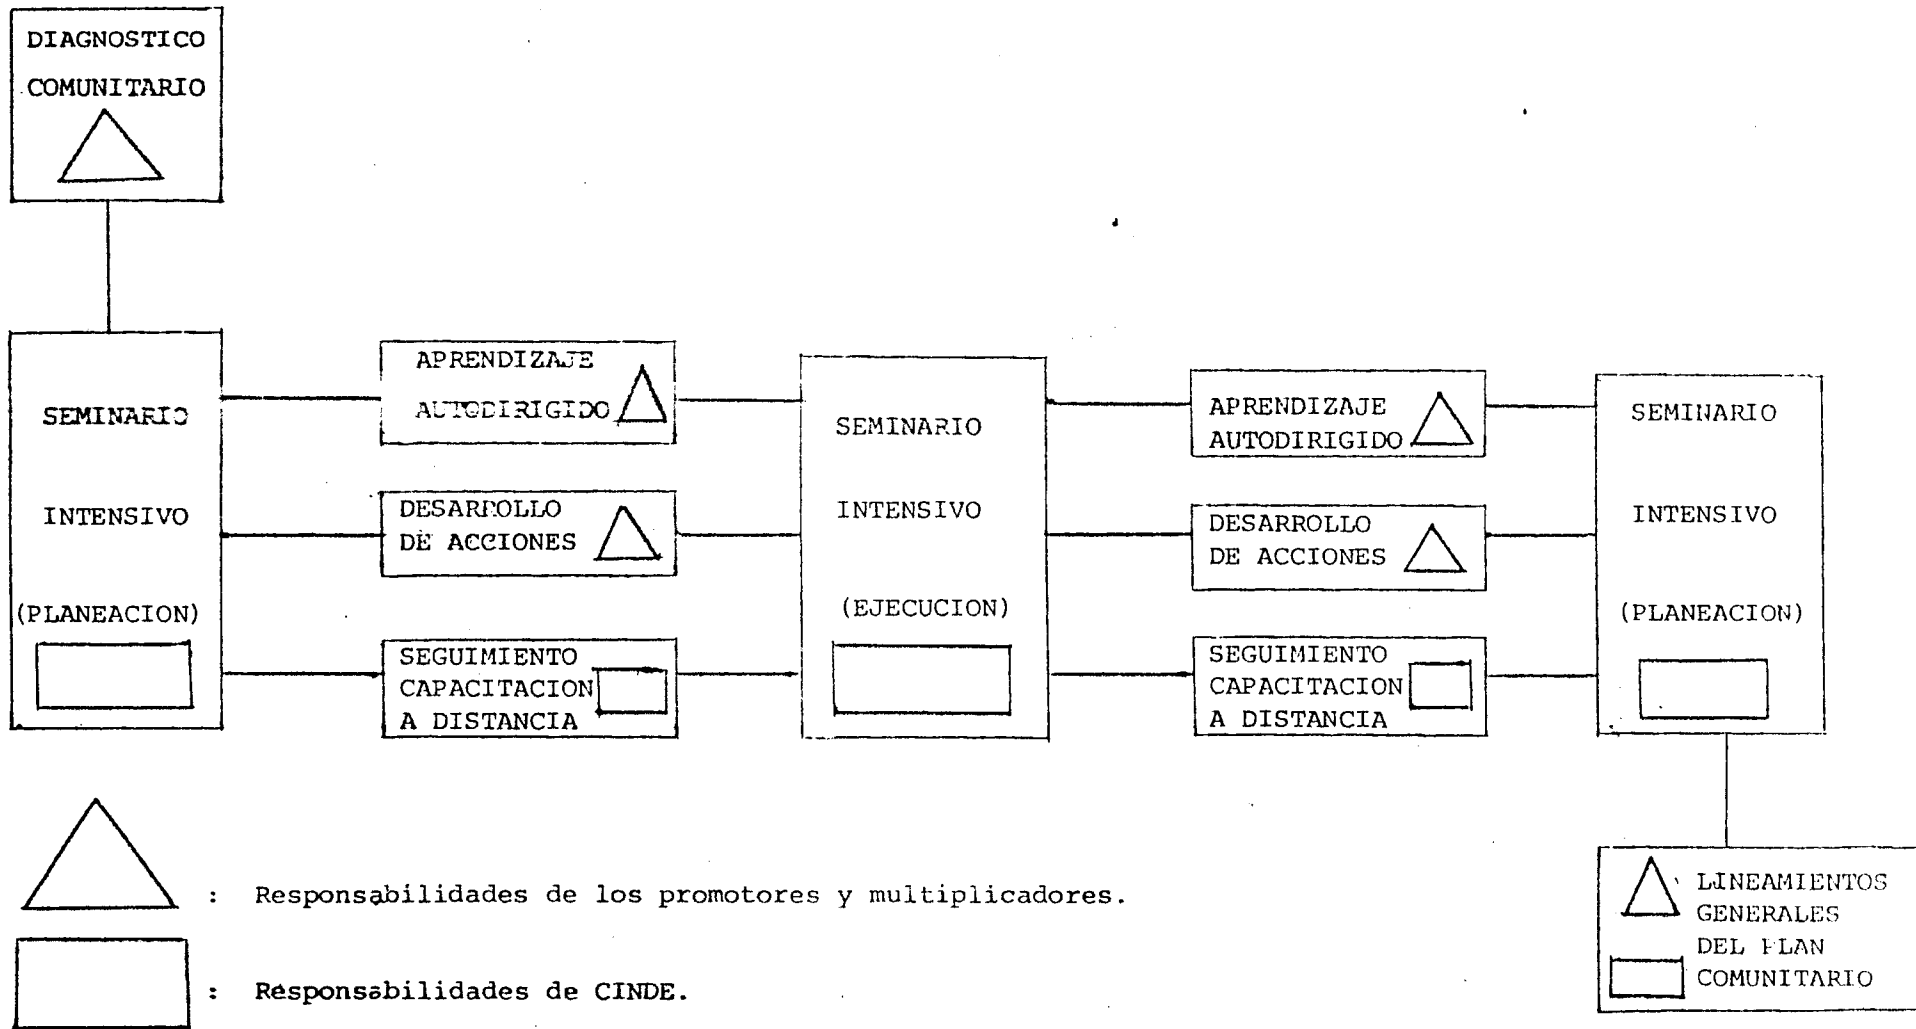 DIAGNOSTICO
COMUNITARIO
SEMINARIO
INTENSIVO
(PLANEACION)
APRENDIZAJE
AUTODIRIGIDO
DESARROLLO
DE ACCIONES
SEGUIMIENTO
CAPACITACION
A DISTANCIA
SEMINARIO
INTENSIVO
(EJECUCION)
APRENDIZAJE
AUTODIRIGIDO
DESARROLLO
DE ACCIONES
SEGUIMIENTO
CAPACITACION
A DISTANCIA
SEMINARIO
INTENSIVO
(PLANEACION)
LINEAMIENTOS
GENERALES
DEL PLAN
COMUNITARIO
: Responsabilidades de los promotores y multiplicadores.
: Responsabilidades de CINDE.